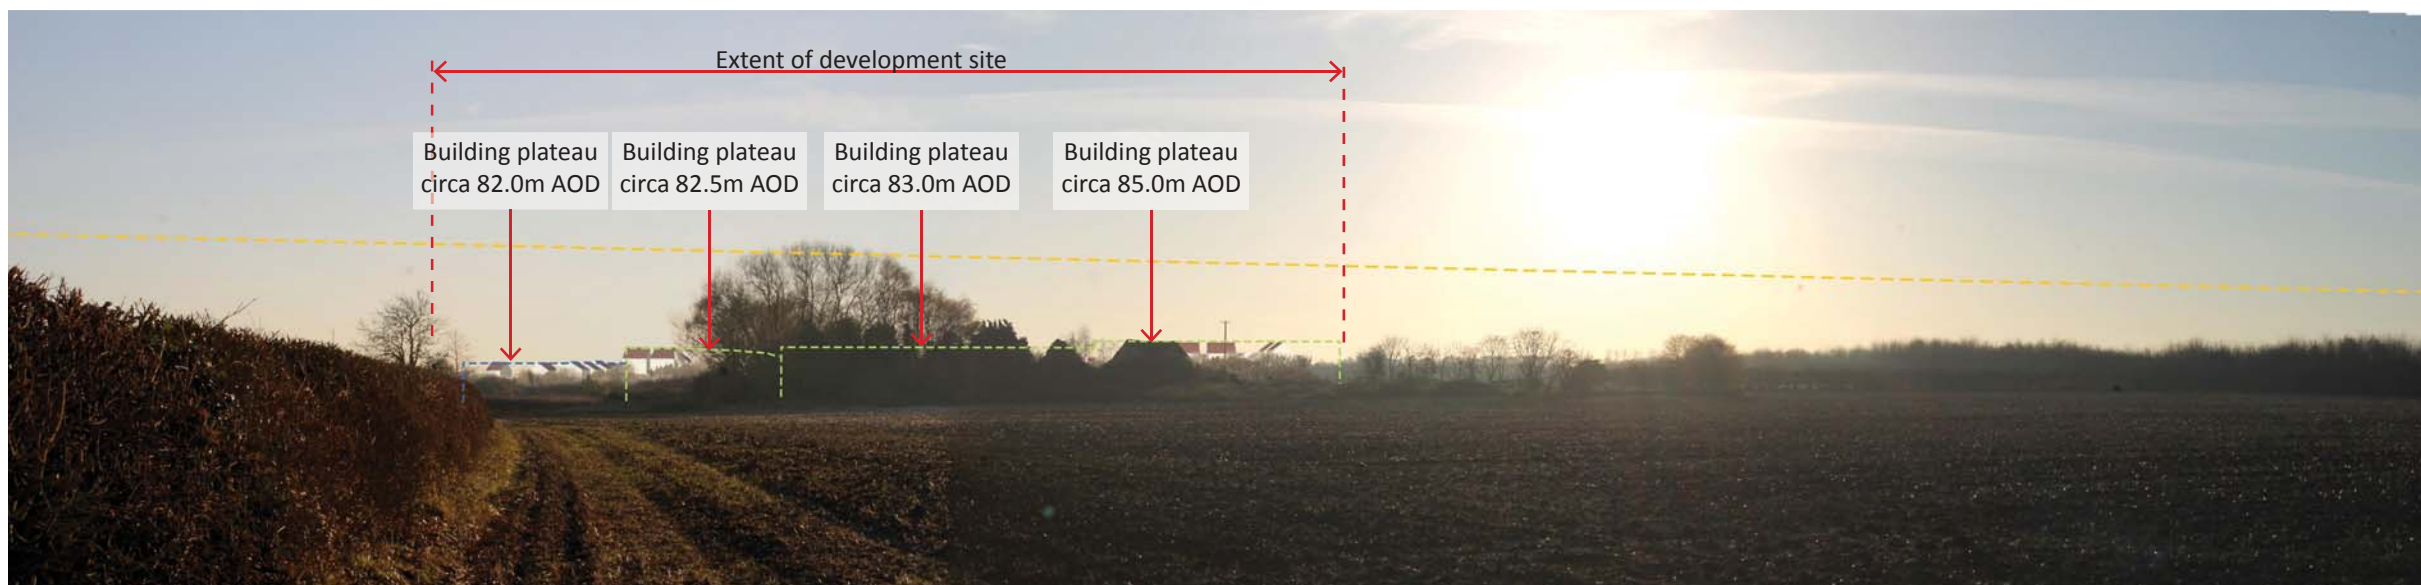 Extent of development site
Building plateau
circa 82.0m AOD
Building plateau
circa 82.5m AOD
Building plateau
circa 83.0m AOD
Building plateau
circa 85.0m AOD